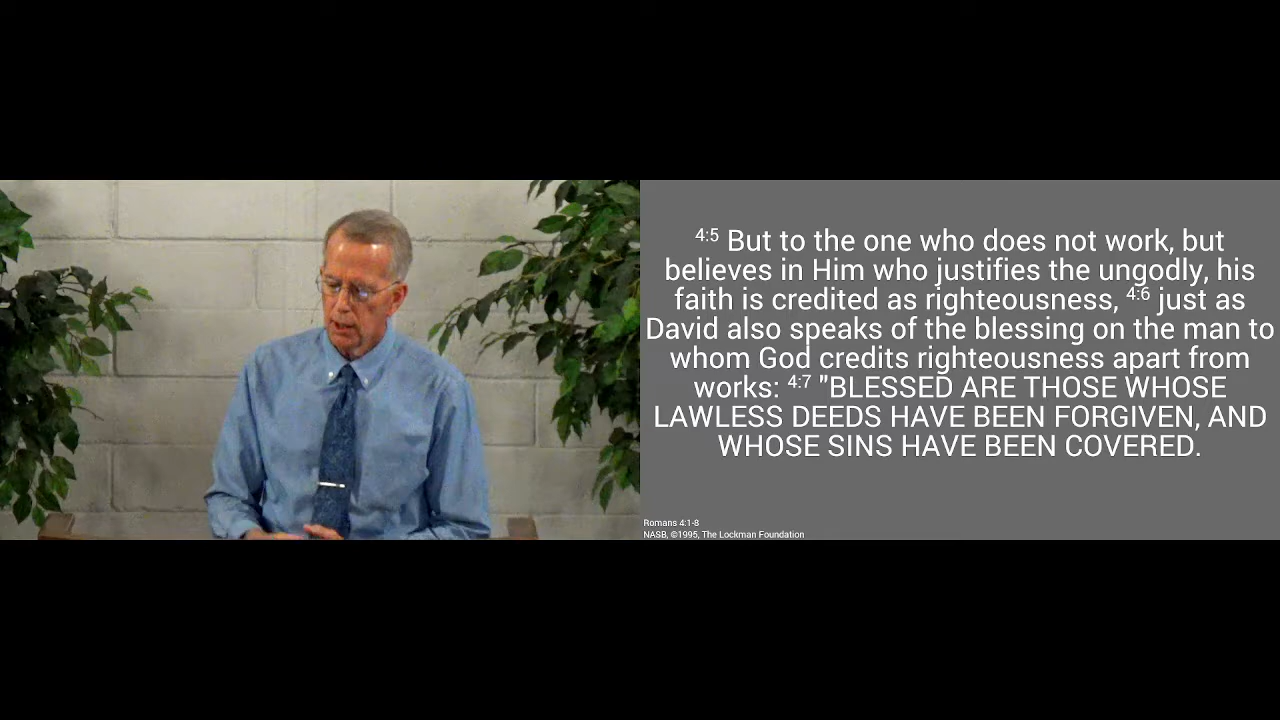 4:5 But to the one who does not work, but
believes in Him who justifies the ungodly, his
faith is credited as righteousness, 4:6 just as
David also speaks of the blessing on the man to
whom God credits righteousness apart from
works: 4:7 "BLESSED ARE THOSE WHOSE
LAWLESS DEEDS HAVE BEEN FORGIVEN, AND
WHOSE SINS HAVE BEEN COVERED.
Romans 4:1-8
NASB, ©1995, The Lockman Foundation